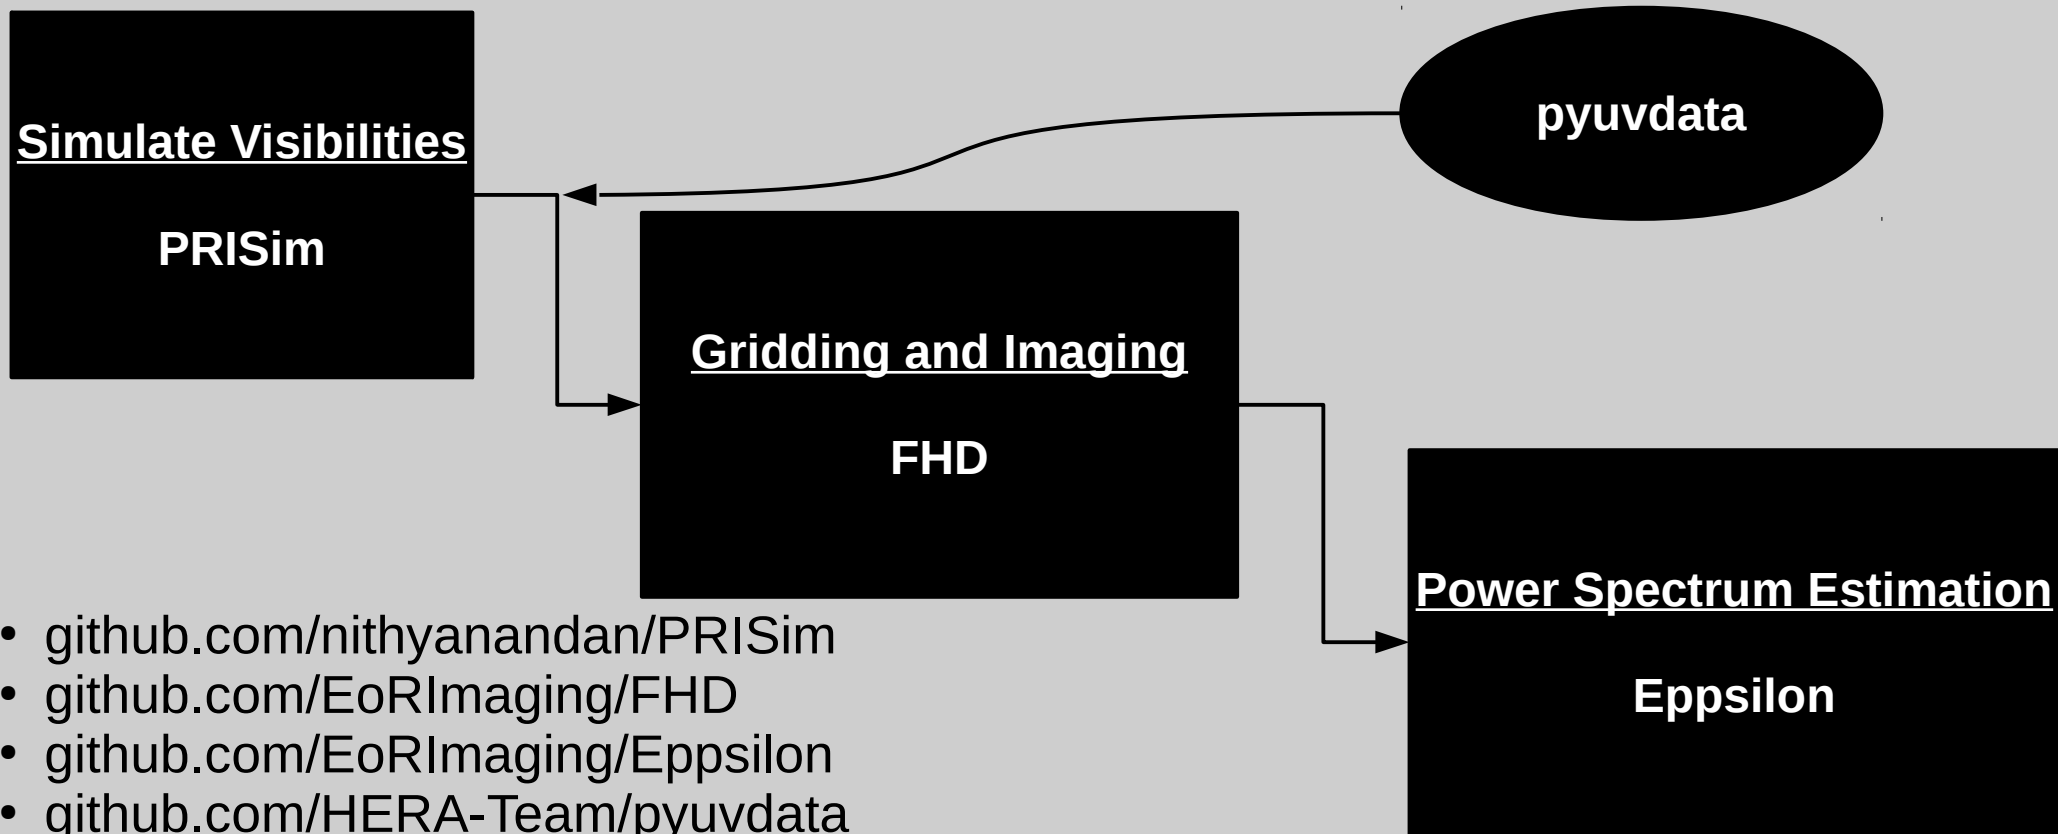 Simulate Visibilities
PRISim
pyuvdata
Gridding and Imaging
FHD
Power Spectrum Estimation
Eppsilon
• github.com/nithyanandan/PRISim
• github.com/EoRImaging/FHD
• github.com/EoRImaging/Eppsilon
• github.com/HERA-Team/pyuvdata